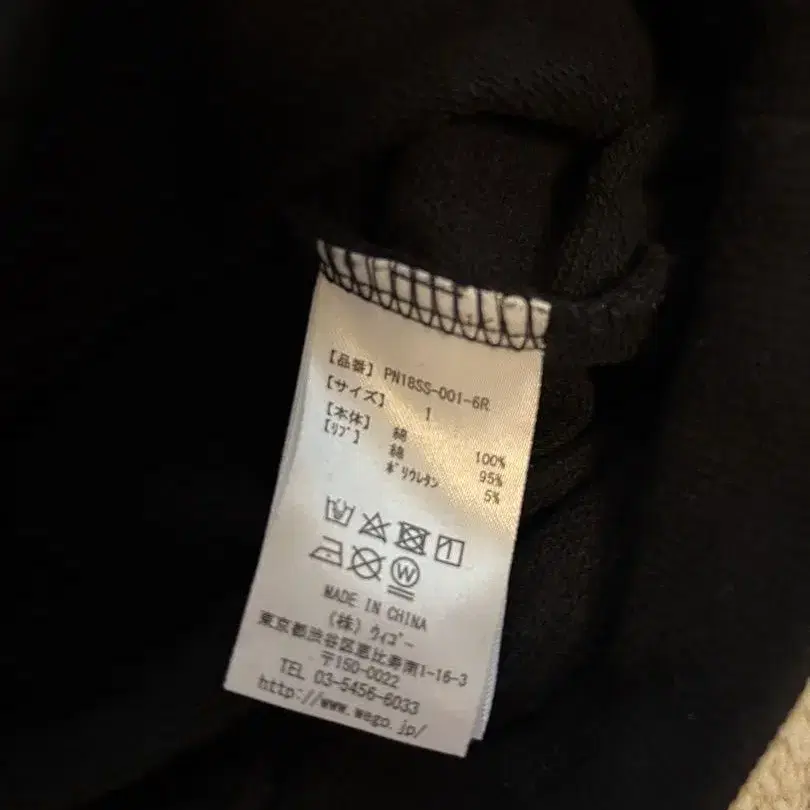 【品番】 PN18SS-001-6R
【サイズ】 1
【本体】 綿 100%
【リブ】 綿 95%
ポリウレタン 5%
W
MADE IN CHINA
(株) ウィゴー
東京都渋谷区恵比寿南1-16-3
〒150-0022
TEL 03-5456-6033
http://www.wego.jp/